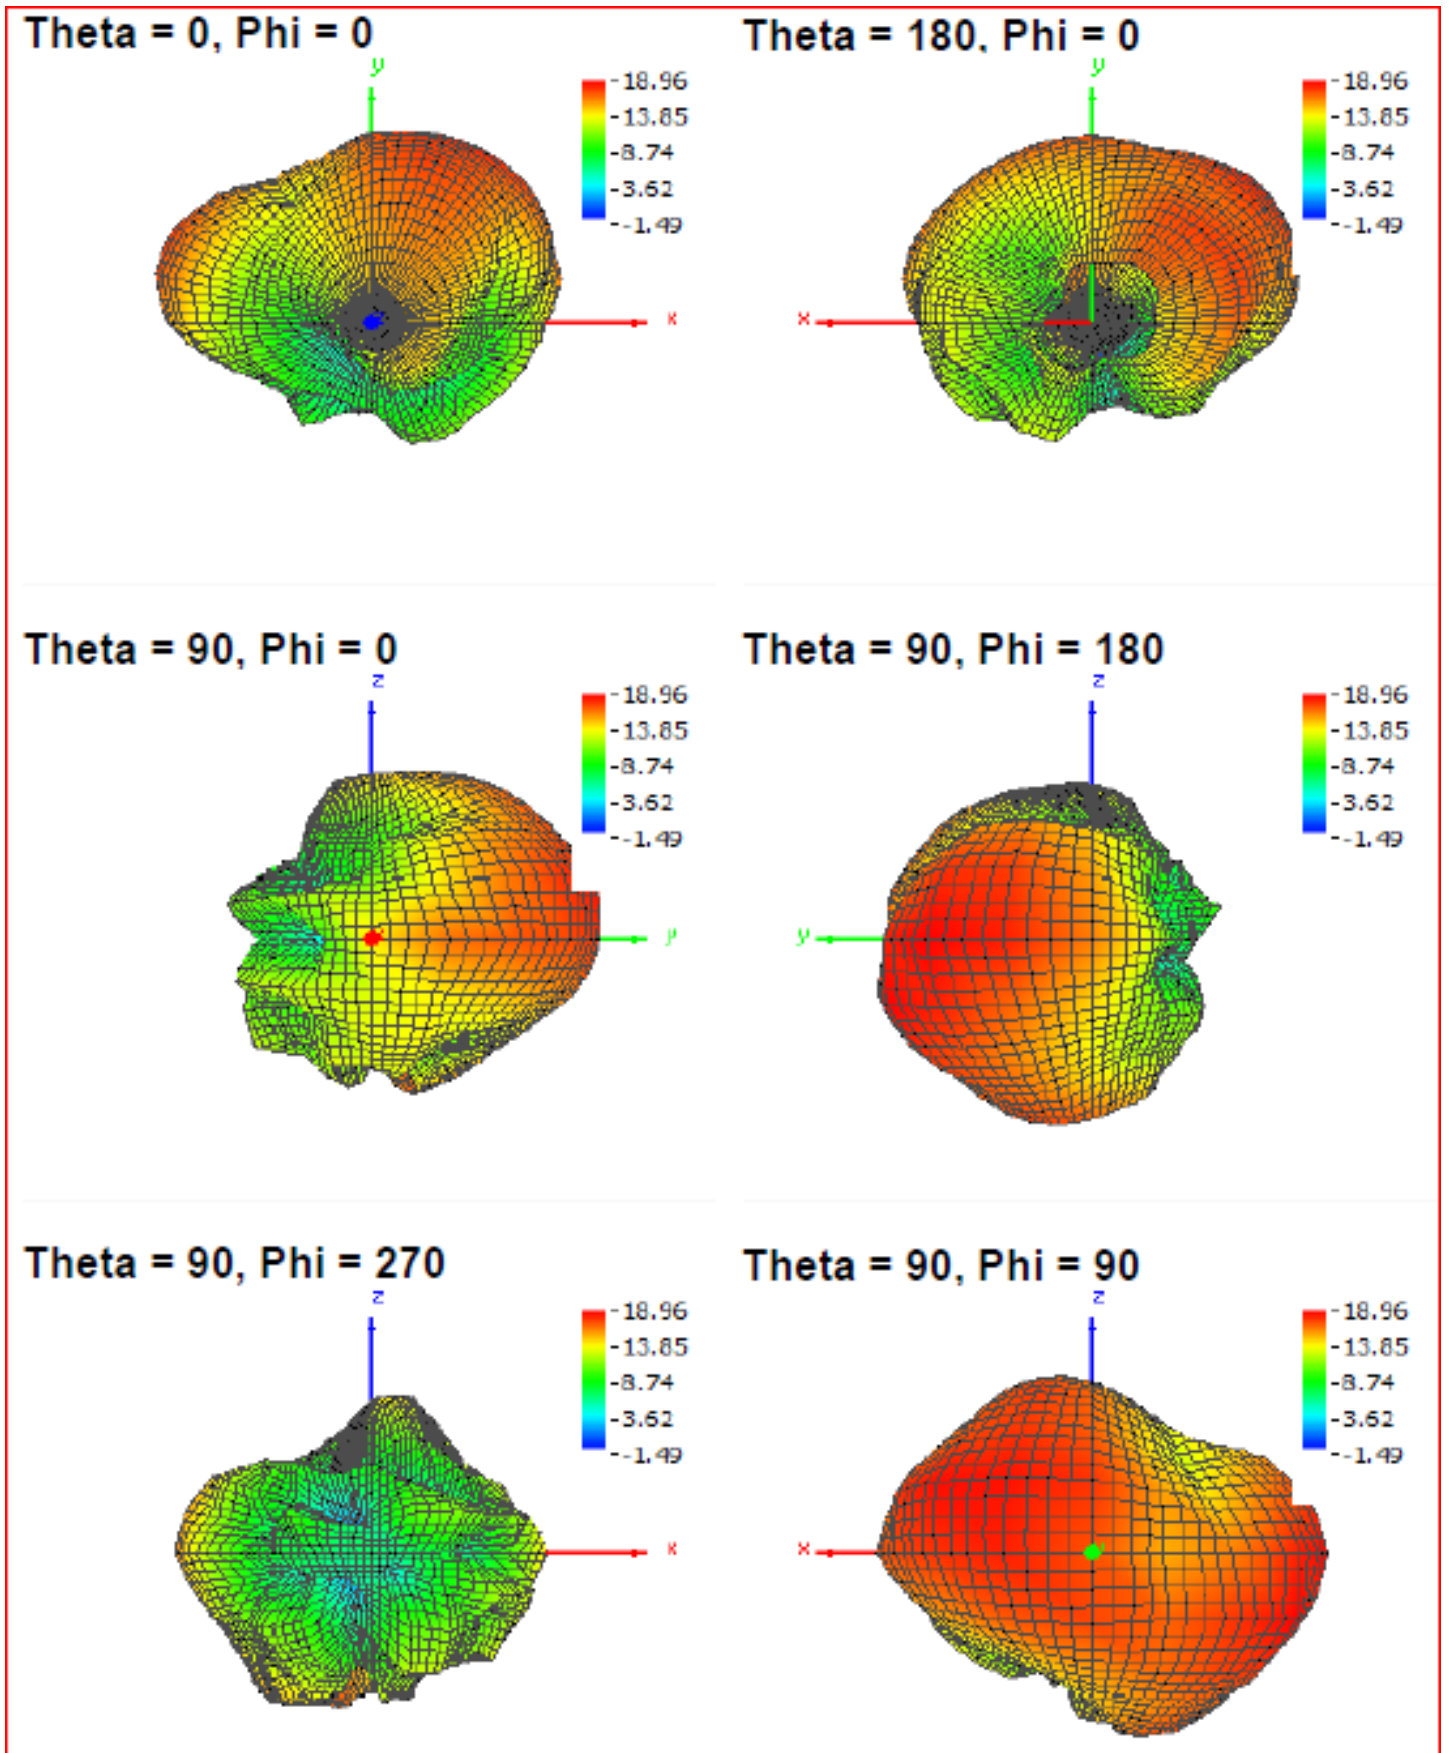 Theta = 0, Phi = 0
y
-18.96
-13.85
-8.74
-3.62
--1.49
x
Theta = 180, Phi = 0
y
-18.96
-13.85
-8.74
-3.62
--1.49
x
Theta = 90, Phi = 0
z
-18.96
-13.85
-8.74
-3.62
--1.49
y
Theta = 90, Phi = 180
z
-18.96
-13.85
-8.74
-3.62
--1.49
y
Theta = 90, Phi = 270
z
-18.96
-13.85
-8.74
-3.62
--1.49
x
Theta = 90, Phi = 90
z
-18.96
-13.85
-8.74
-3.62
--1.49
x